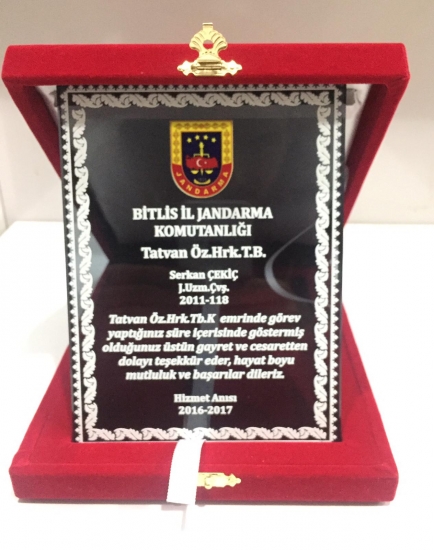 JANDARMA
BİTLİS İL JANDARMA
KOMUTANLIĞI
Tatvan Öz.Hrk.T.B.
Serkan ÇEKİÇ
J.Uzm.Çvş.
2011-118
Tatvan Öz.Hrk.Tb.K emrinde görev
yaptığınız süre içerisinde göstermiş
olduğunuz üstün gayret ve cesaretten
dolayı teşekkür eder, hayat boyu
mutluluk ve başarılar dileriz.
Hizmet Anısı
2016-2017